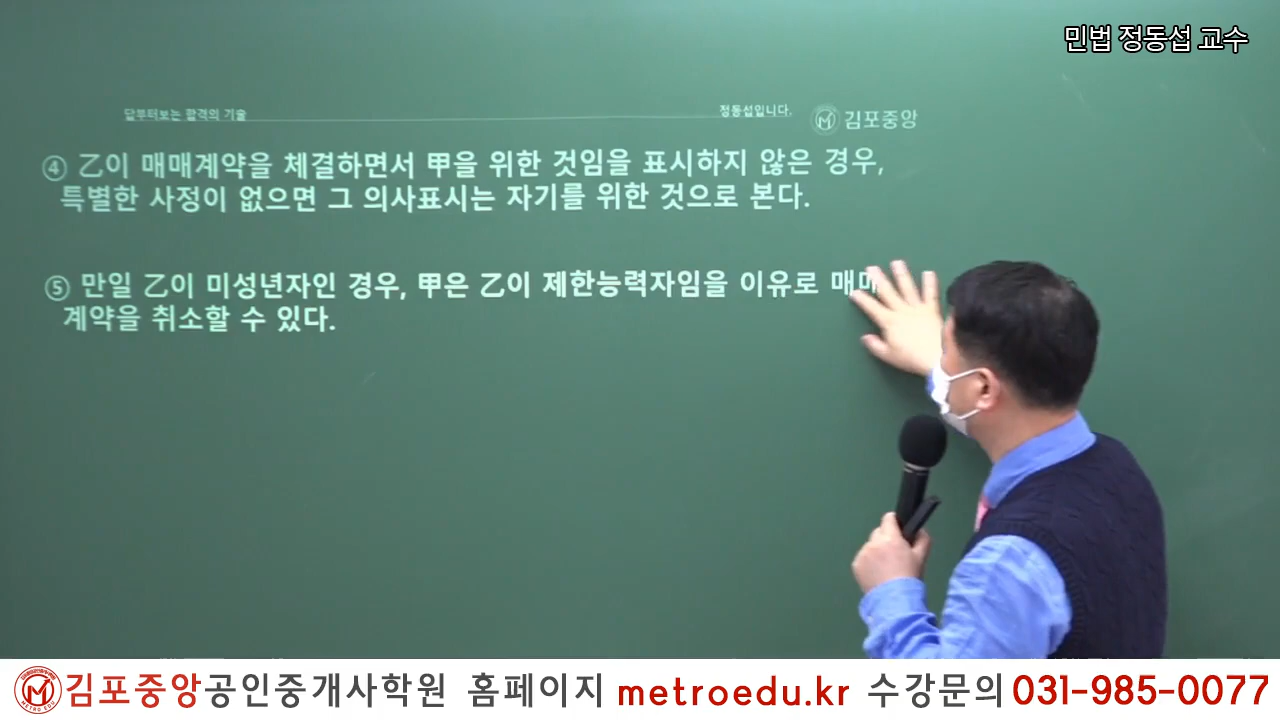 민법 정동섭 교수
답부터보는 합격의 기술
정동섭입니다.
김포중앙
④ 乙이 매매계약을 체결하면서 甲을 위한 것임을 표시하지 않은 경우,
특별한 사정이 없으면 그 의사표시는 자기를 위한 것으로 본다.
⑤ 만일 乙이 미성년자인 경우, 甲은 乙이 제한능력자임을 이유로 매매
계약을 취소할 수 있다.
김포중앙공인중개사학원 홈페이지 metroedu.kr 수강문의 031-985-0077